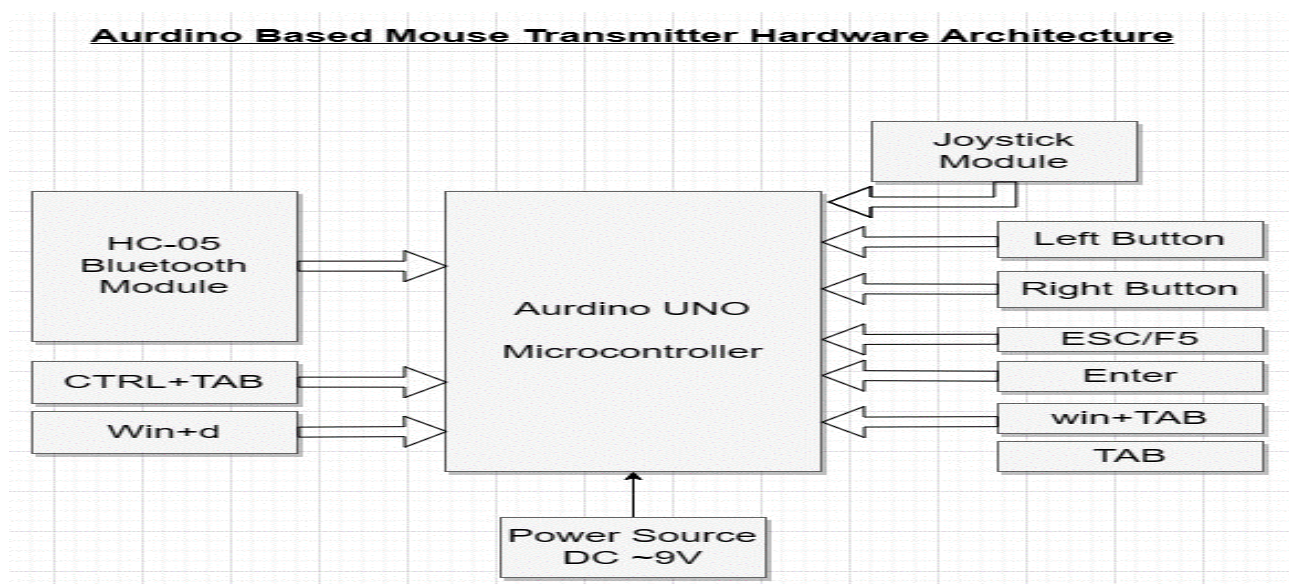 Aurdino Based Mouse Transmitter Hardware Architecture
Joystick
Module
HC-05
Bluetooth
Module
CTRL+TAB
Win+d
Aurdino UNO
Microcontroller
Left Button
Right Button
ESC/F5
Enter
win+TAB
TAB
Power Source
DC ~9V